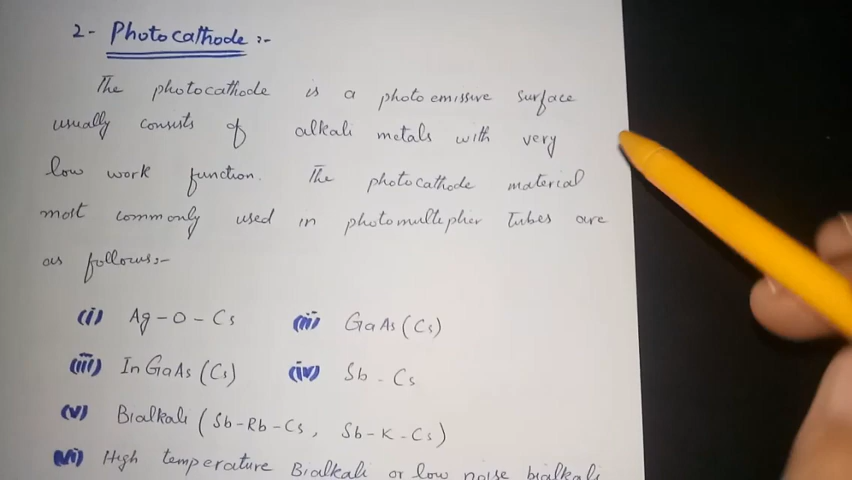 2- Photocathode :-
The photocathode is a photoemissive surface
usually consists of alkali metals with very
low work function. The photocathode material
most commonly used in photomultiplier tubes are
as follows:-
(i) Ag-O-Cs (ii) GaAs(Cs)
(iii) InGaAs(Cs) (iv) Sb-Cs
(v) Bialkali (Sb-Rb-Cs, Sb-K-Cs)
(vi) High temperature Bialkali or low noise bialkali